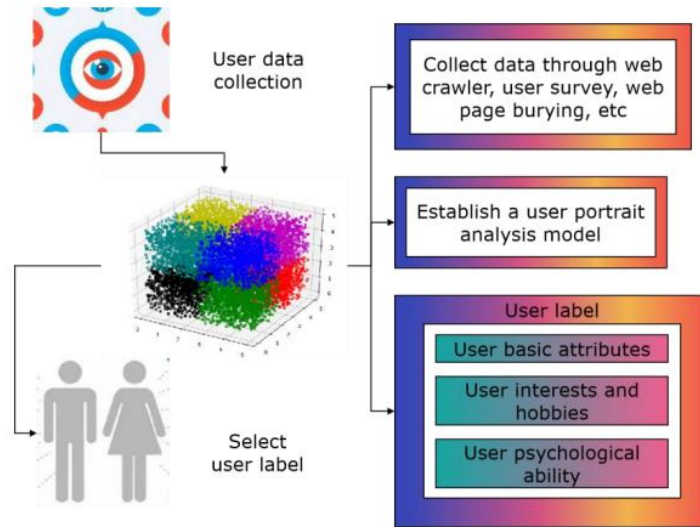 User data
collection
Collect data through web
crawler, user survey, web
page burying, etc
Establish a user portrait
analysis model
User label
User basic attributes
User interests and
hobbies
User psychological
ability
Select
user label